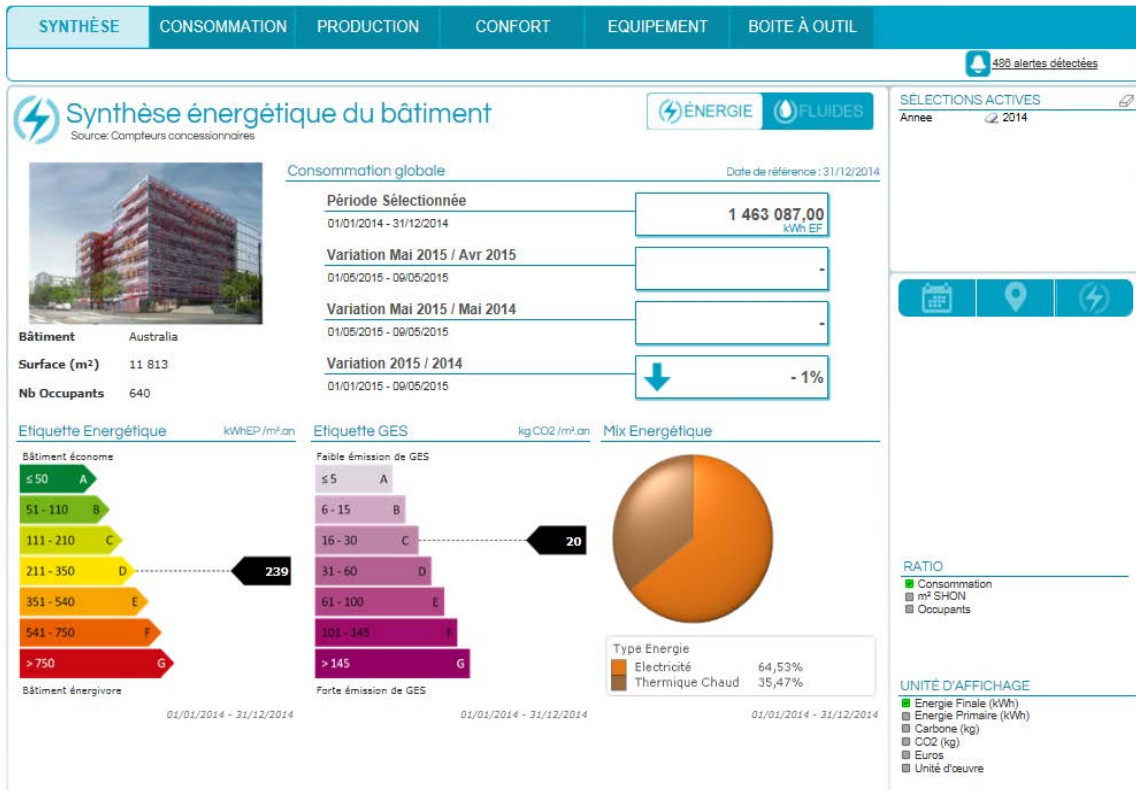 SYNTHÈSE CONSOMMATION PRODUCTION CONFORT EQUIPEMENT BOITE À OUTIL
486 alertes détectées
Synthèse énergétique du bâtiment
Source: Compteurs concessionnaires
ÉNERGIE FLUIDES
SÉLECTIONS ACTIVES
Annee 2014
Consommation globale Date de référence : 31/12/2014
Période Sélectionnée
01/01/2014 - 31/12/2014
1 463 087,00
kWh EF
Variation Mai 2015 / Avr 2015
01/05/2015 - 09/05/2015
-
Variation Mai 2015 / Mai 2014
01/05/2015 - 09/05/2015
-
Variation 2015 / 2014
01/01/2015 - 09/05/2015
- 1%
Bâtiment Australia
Surface (m²) 11 813
Nb Occupants 640
Etiquette Energétique kWhEP/m².an
Bâtiment économe
≤ 50 A
51 - 110 B
111 - 210 C
211 - 350 D 239
351 - 540 E
541 - 750 F
> 750 G
Bâtiment énergivore
01/01/2014 - 31/12/2014
Etiquette GES kg CO2 /m².an
Faible émission de GES
≤ 5 A
6 - 15 B
16 - 30 C 20
31 - 60 D
61 - 100 E
101 - 145 F
> 145 G
Forte émission de GES
01/01/2014 - 31/12/2014
Mix Energétique
Type Energie
Electricité 64,53%
Thermique Chaud 35,47%
01/01/2014 - 31/12/2014
RATIO
Consommation
m² SHON
Occupants
UNITÉ D'AFFICHAGE
Energie Finale (kWh)
Energie Primaire (kWh)
Carbone (kg)
CO2 (kg)
Euros
Unité d'œuvre